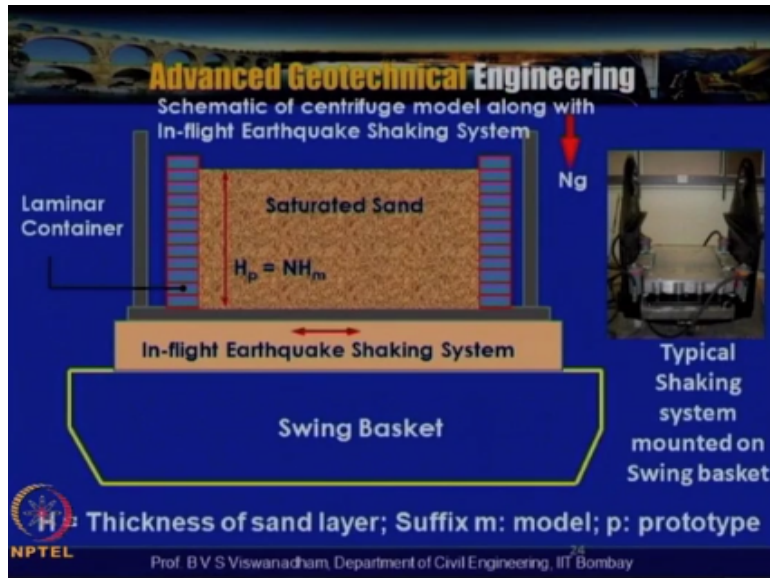 Advanced Geotechnical Engineering
Schematic of centrifuge model along with
In-flight Earthquake Shaking System
Ng
Laminar
Container
Saturated Sand
Hp = NHm
In-flight Earthquake Shaking System
Swing Basket
Typical
Shaking
system
mounted on
Swing basket
H = Thickness of sand layer; Suffix m: model; p: prototype
NPTEL
24
Prof. B V S Viswanadham, Department of Civil Engineering, IIT Bombay